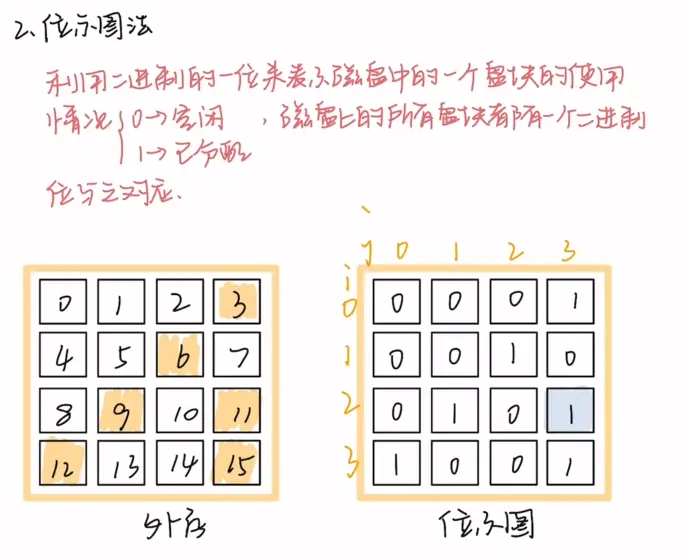 2、位示图法
利用二进制的一位来表示磁盘中的一个盘块的使用
情况 0→空闲 ,磁盘上的所有盘块都有一个二进制
1→已分配
位与之对应.
j 0 1 2 3
i
0 1 2 3 0 0 0 0 1
4 5 6 7 1 0 0 1 0
8 9 10 11 2 0 1 0 1
12 13 14 15 3 1 0 0 1
外存 位示图